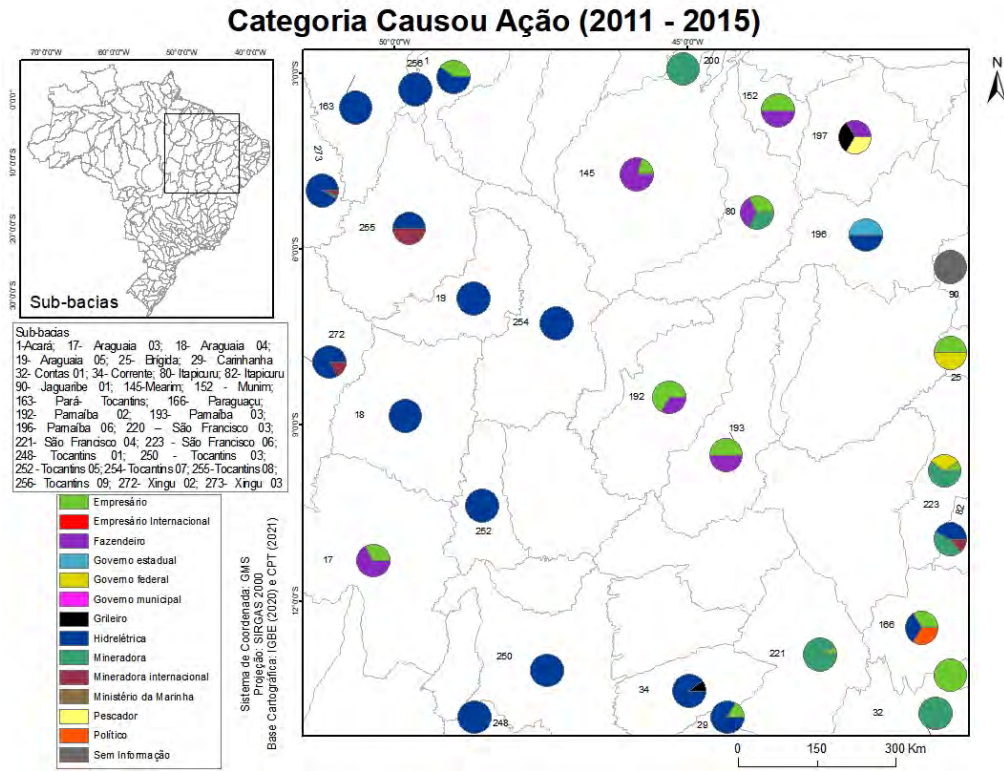 Categoria Causou Ação (2011 - 2015)
70°0'0"W 60°0'0"W 50°0'0"W 40°0'0"W
0°0'0"
10°0'0"S
20°0'0"S
30°0'0"S
Sub-bacias
50°0'0"W 45°0'0"W
3°0'0"S
6°0'0"S
9°0'0"S
12°0'0"S
N
256
1
200
163
152
197
273
145
80
255
196
90
19
254
272
25
192
18
193
223
82
252
17
166
221
250
34
32
248
29
Sub-bacias
1-Acará; 17- Araguaia 03; 18- Araguaia 04;
19- Araguaia 05; 25- Brígida; 29- Carinhanha
32- Contas 01; 34- Corrente; 80- Itapicuru; 82- Itapicuru
90- Jaguaribe 01; 145-Mearim; 152 - Munim;
163- Pará- Tocantins; 166- Paraguaçu;
192- Parnaíba 02; 193- Parnaíba 03;
196- Parnaíba 06; 220 – São Francisco 03;
221- São Francisco 04; 223 - São Francisco 06;
248- Tocantins 01; 250 - Tocantins 03;
252- Tocantins 05; 254- Tocantins 07; 255- Tocantins 08;
256- Tocantins 09; 272- Xingu 02; 273- Xingu 03
Empresário
Empresário Internacional
Fazendeiro
Governo estadual
Governo federal
Governo municipal
Grileiro
Hidrelétrica
Mineradora
Mineradora internacional
Ministério da Marinha
Pescador
Político
Sem Informação
Sistema de Coordenada: GMS
Projeção: SIRGAS 2000
Base Cartográfica: IGBE (2020) e CPT (2021)
0 150 300 Km